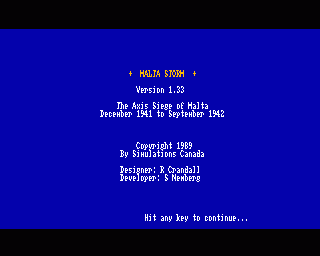 + MALTA STORM +
Version 1.33
The Axis Siege of Malta
December 1941 to September 1942
Copyright 1989
By Simulations Canada
Designer: R Crandall
Developer: S Newberg
Hit any key to continue...